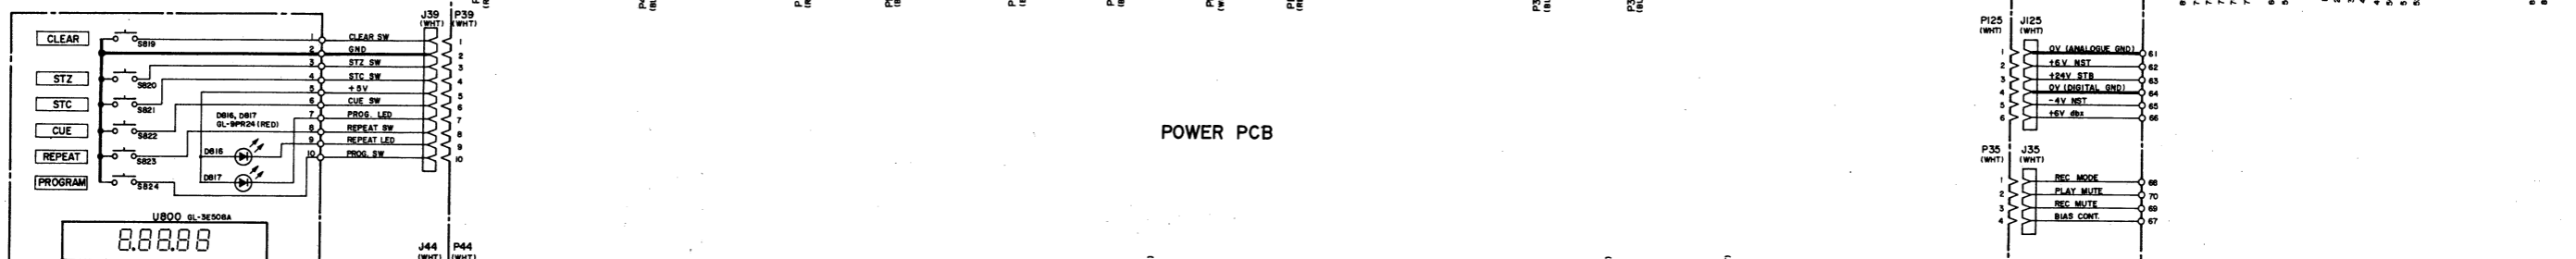 J39 P39
(WHT) (WHT)
CLEAR
S819
1 CLEAR SW 1
2 GND 2
3 STZ SW 3
STZ
S820
4 STC SW 4
5 +5V 5
STC
S821
6 CUE SW 6
D816, D817
GL-9PR24 (RED)
7 PROG. LED 7
CUE
S822
8 REPEAT SW 8
9 REPEAT LED 9
REPEAT
S823
D816
10 PROG. SW 10
PROGRAM
S824
D817
U800 GL-3E508A
8.88.88
J44 P44
(WHT) (WHT)
POWER PCB
P125 J125
(WHT) (WHT)
1 0V (ANALOGUE GND) 61
2 +6V NST 62
3 +24V STB 63
4 0V (DIGITAL GND) 64
5 -4V NST 65
6 +6V dbx 66
P35 J35
(WHT) (WHT)
1 REC MODE 68
2 PLAY MUTE 70
3 REC MUTE 69
4 BIAS CONT. 67